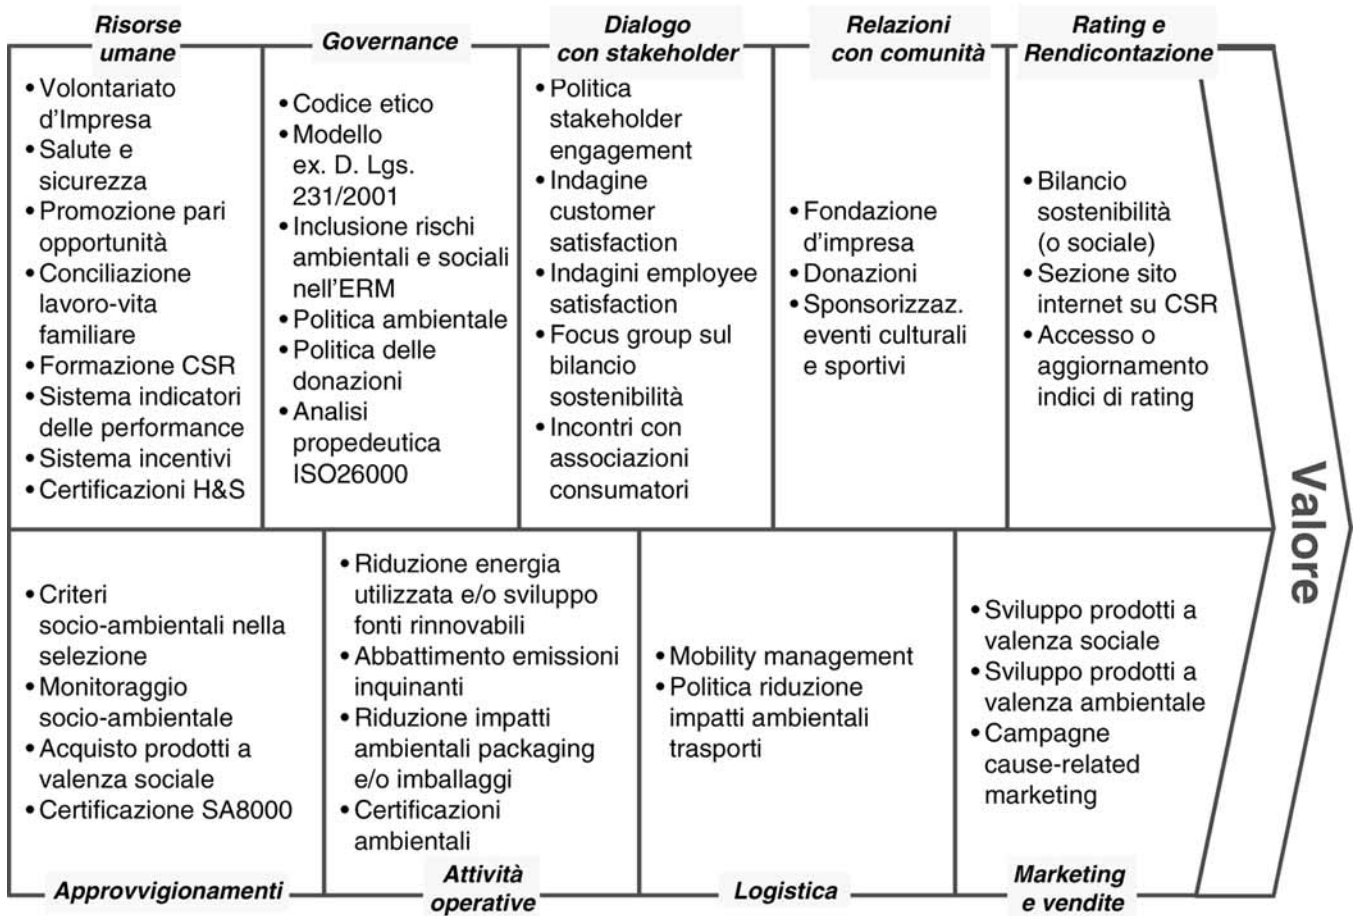 Risorse
umane
• Volontariato
d'Impresa
• Salute e
sicurezza
• Promozione pari
opportunità
• Conciliazione
lavoro-vita
familiare
• Formazione CSR
• Sistema indicatori
delle performance
• Sistema incentivi
• Certificazioni H&S
Governance
• Codice etico
• Modello
ex. D. Lgs.
231/2001
• Inclusione rischi
ambientali e sociali
nell'ERM
• Politica ambientale
• Politica delle
donazioni
• Analisi
propedeutica
ISO26000
Dialogo
con stakeholder
• Politica
stakeholder
engagement
• Indagine
customer
satisfaction
• Indagini employee
satisfaction
• Focus group sul
bilancio
sostenibilità
• Incontri con
associazioni
consumatori
Relazioni
con comunità
• Fondazione
d'impresa
• Donazioni
• Sponsorizzaz.
eventi culturali
e sportivi
Rating e
Rendicontazione
• Bilancio
sostenibilità
(o sociale)
• Sezione sito
internet su CSR
• Accesso o
aggiornamento
indici di rating
• Criteri
socio-ambientali nella
selezione
• Monitoraggio
socio-ambientale
• Acquisto prodotti a
valenza sociale
• Certificazione SA8000
Approvvigionamenti
• Riduzione energia
utilizzata e/o sviluppo
fonti rinnovabili
• Abbattimento emissioni
inquinanti
• Riduzione impatti
ambientali packaging
e/o imballaggi
• Certificazioni
ambientali
Attività
operative
• Mobility management
• Politica riduzione
impatti ambientali
trasporti
Logistica
• Sviluppo prodotti a
valenza sociale
• Sviluppo prodotti a
valenza ambientale
• Campagne
cause-related
marketing
Marketing
e vendite
Valore